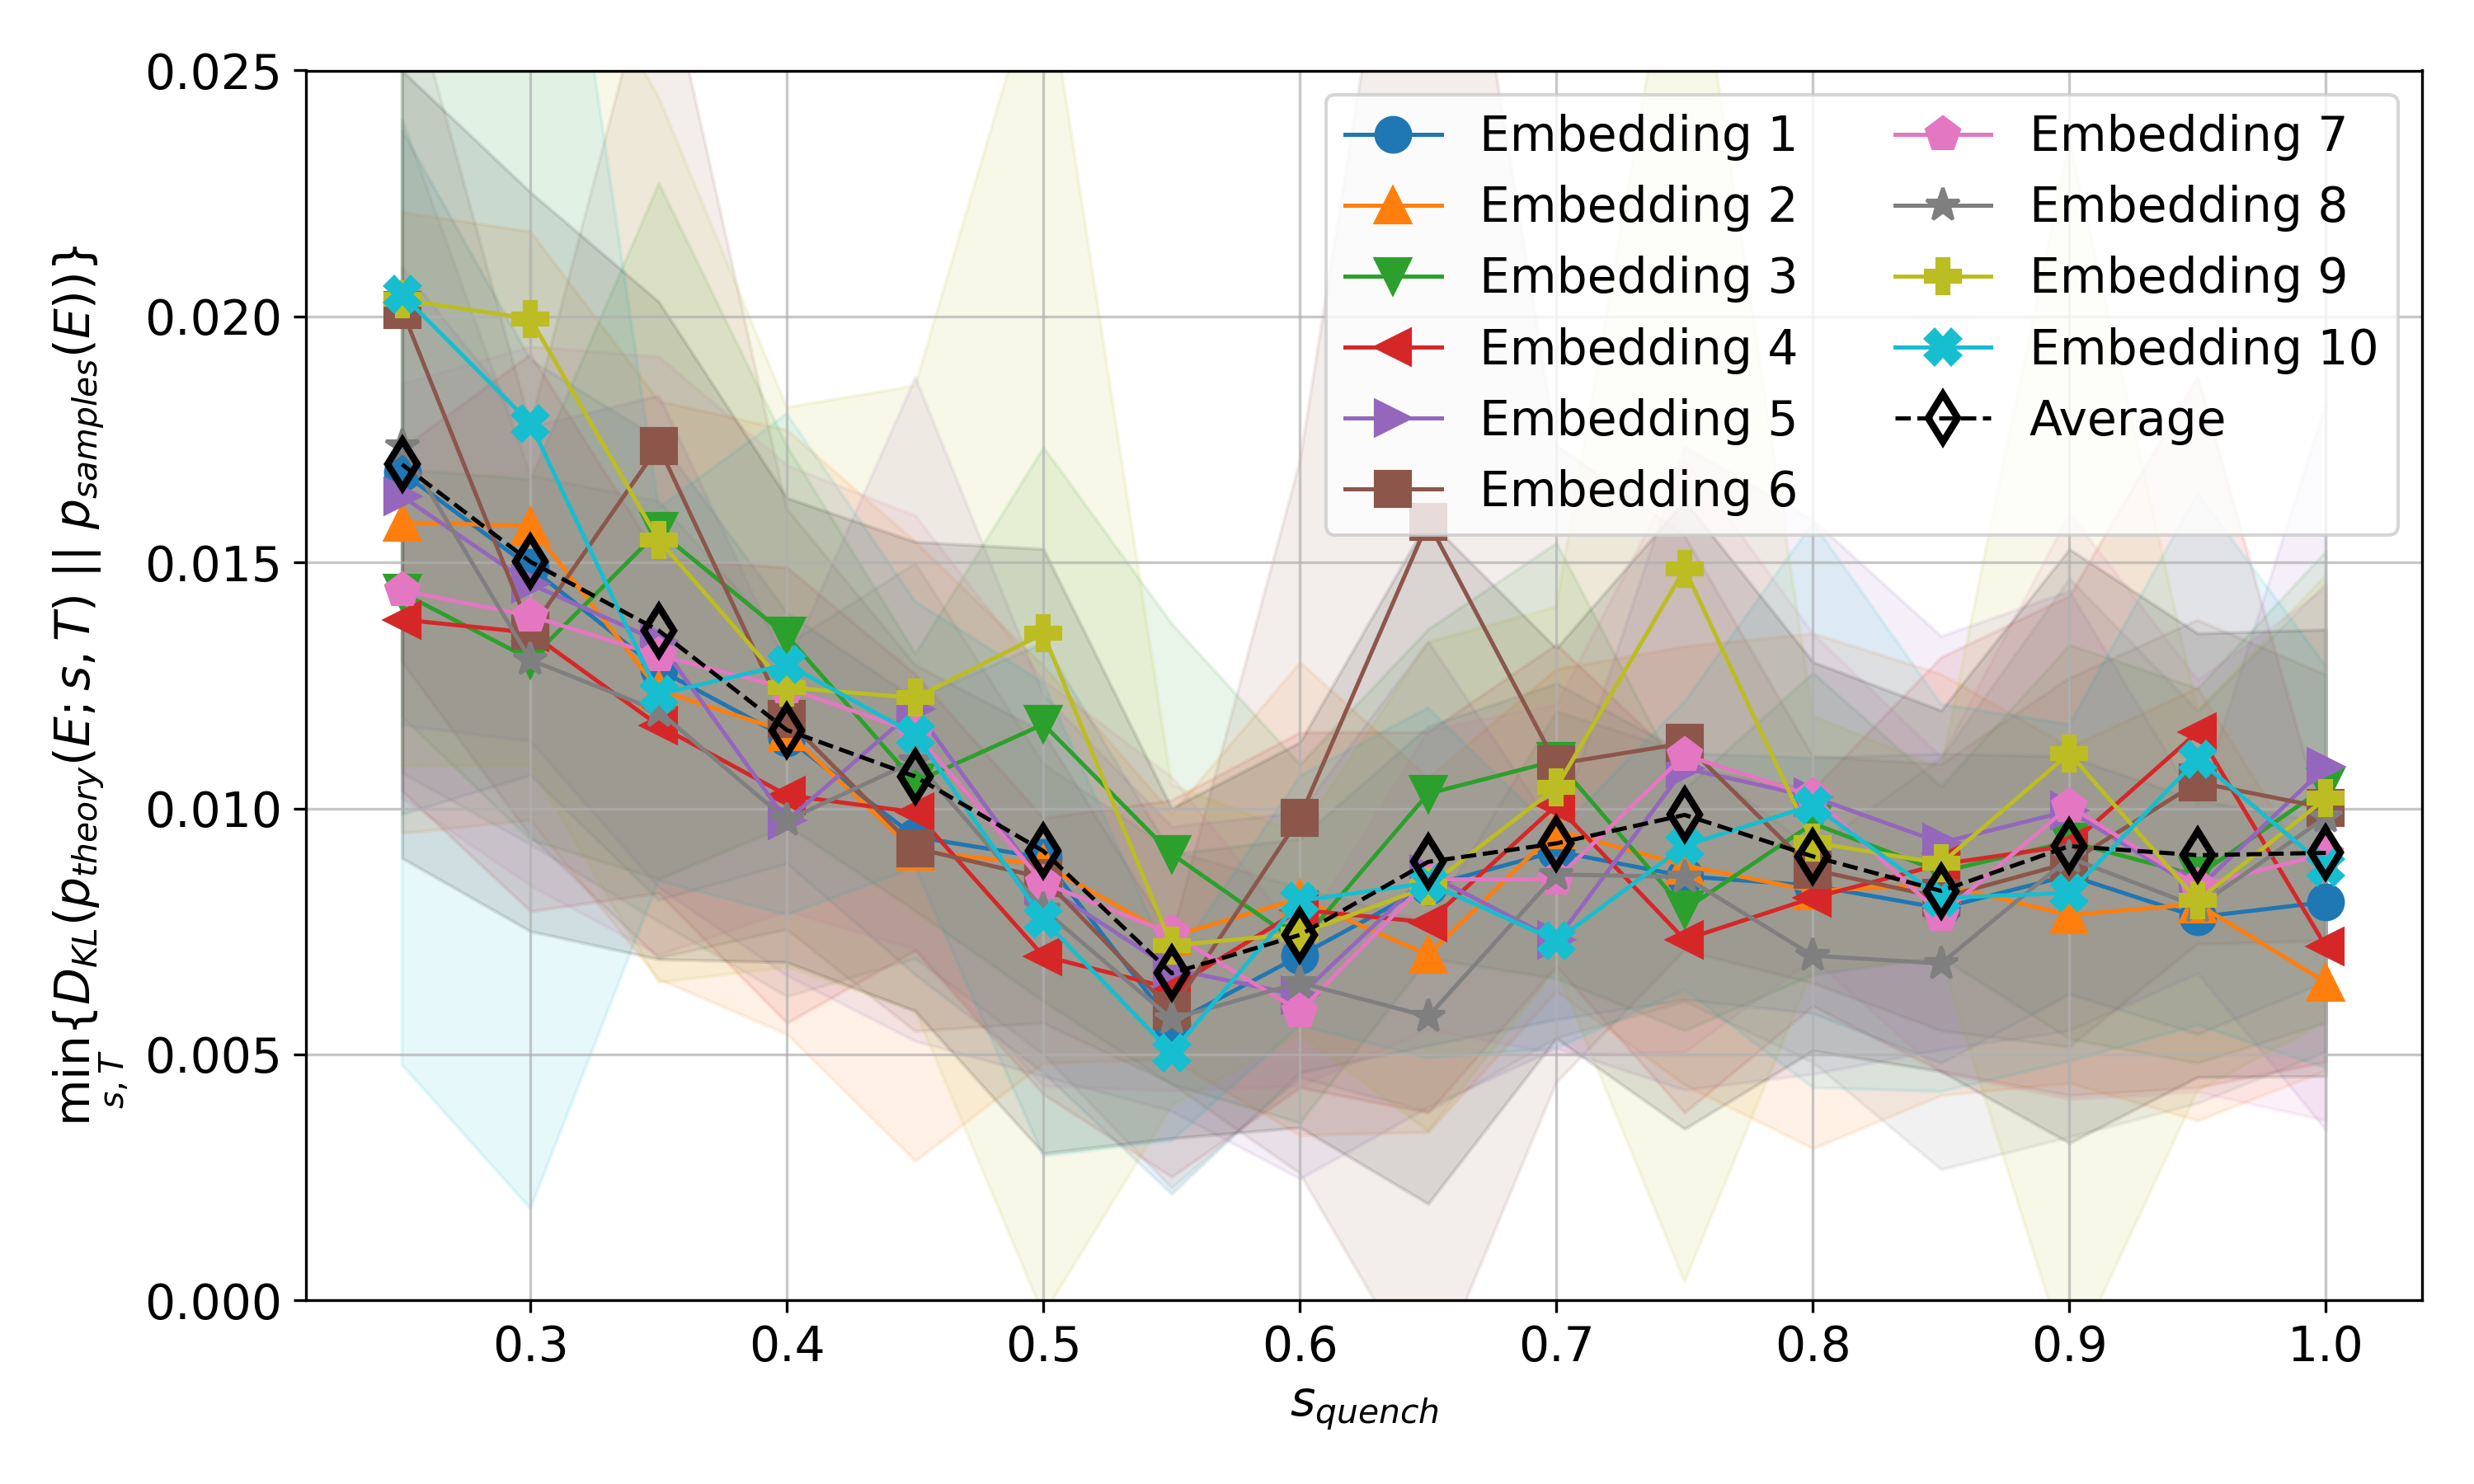 0.025
0.020
0.015
0.010
0.005
0.000
min{D_KL(p_theory(E; s, T) || p_samples(E))}
s, T
Embedding 1
Embedding 2
Embedding 3
Embedding 4
Embedding 5
Embedding 6
Embedding 7
Embedding 8
Embedding 9
Embedding 10
Average
0.3 0.4 0.5 0.6 0.7 0.8 0.9 1.0
s_quench